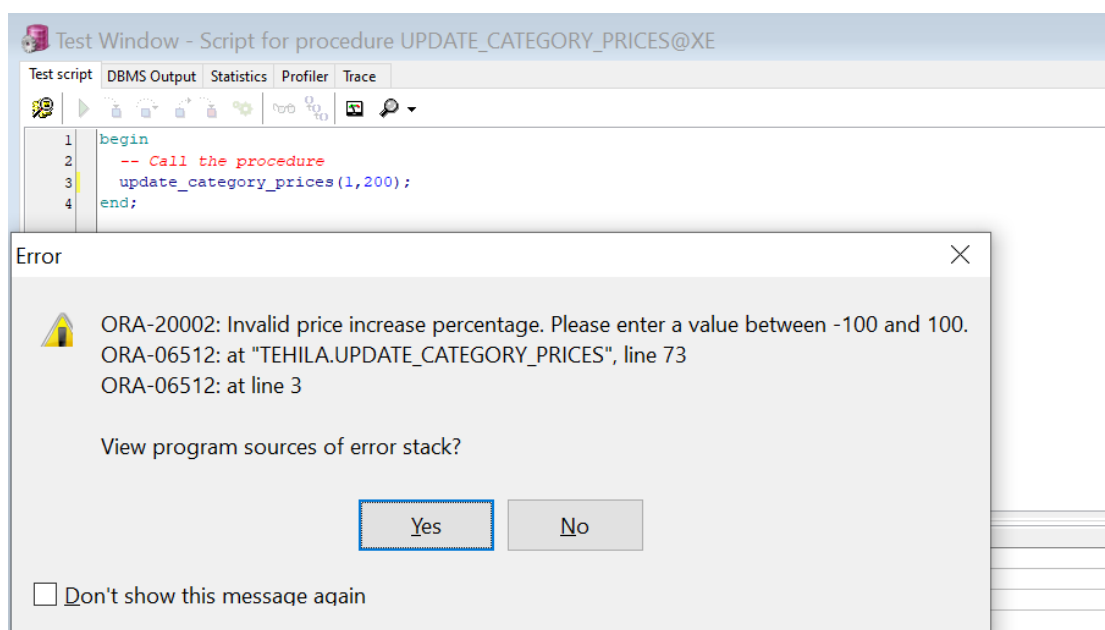 Test Window - Script for procedure UPDATE_CATEGORY_PRICES@XE
Test script DBMS Output Statistics Profiler Trace
1 begin
2 -- Call the procedure
3 update_category_prices(1,200);
4 end;
Error
ORA-20002: Invalid price increase percentage. Please enter a value between -100 and 100.
ORA-06512: at "TEHILA.UPDATE_CATEGORY_PRICES", line 73
ORA-06512: at line 3
View program sources of error stack?
Yes No
Don't show this message again